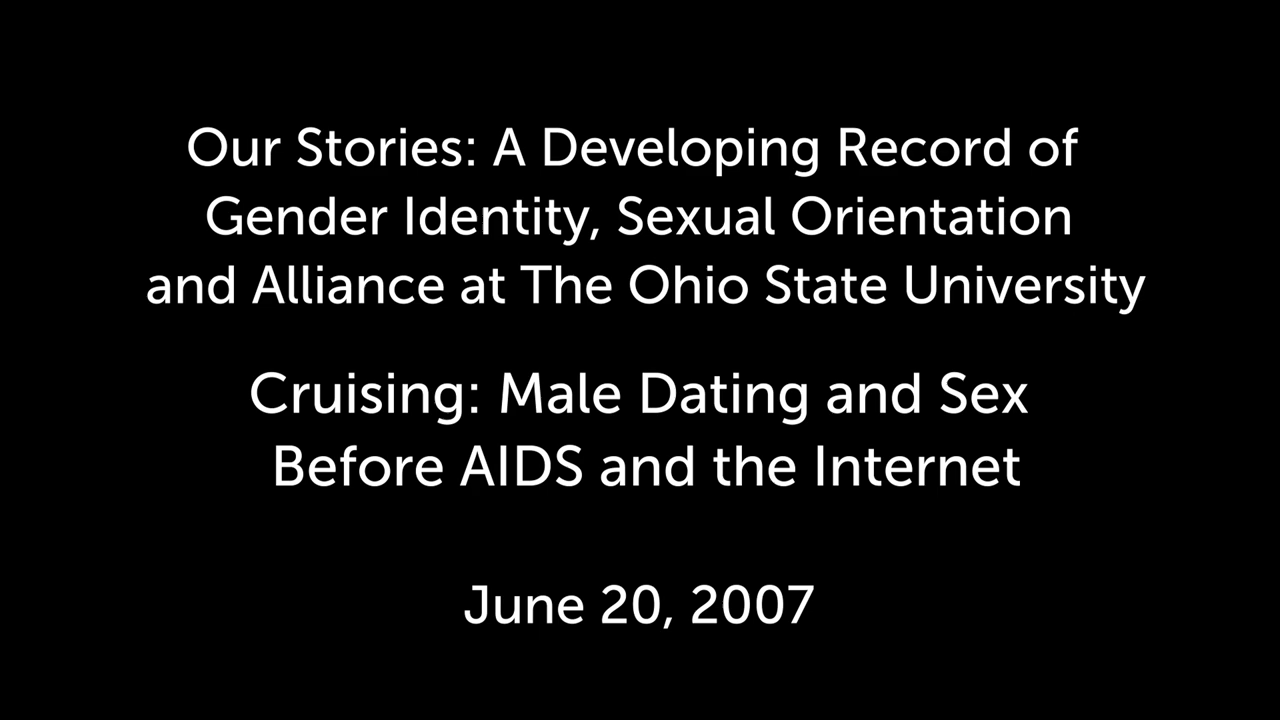 Our Stories: A Developing Record of
Gender Identity, Sexual Orientation
and Alliance at The Ohio State University
Cruising: Male Dating and Sex
Before AIDS and the Internet
June 20, 2007